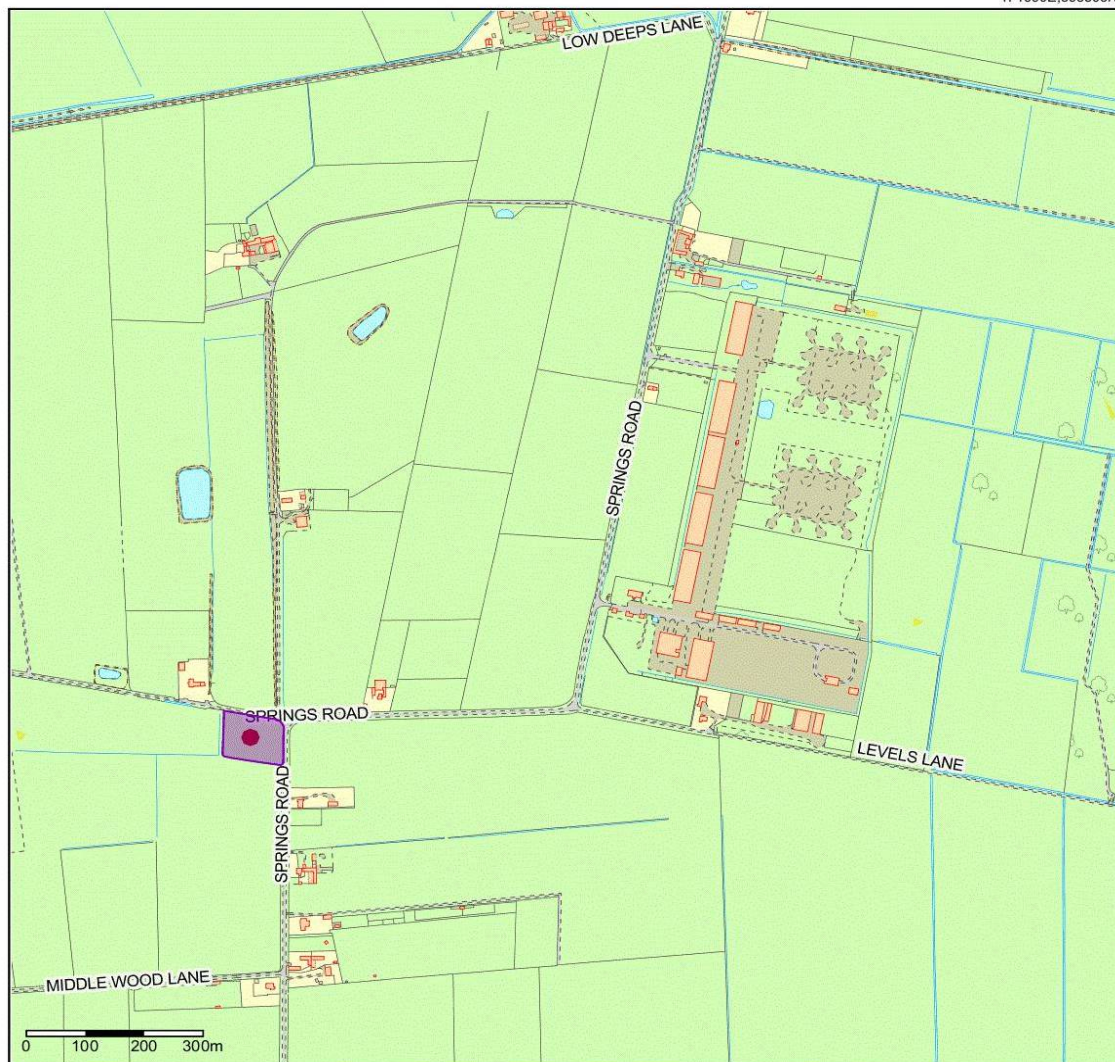 LOW DEEPS LANE
SPRINGS ROAD
SPRINGS ROAD
SPRINGS ROAD
LEVELS LANE
MIDDLE WOOD LANE
0 100 200 300m